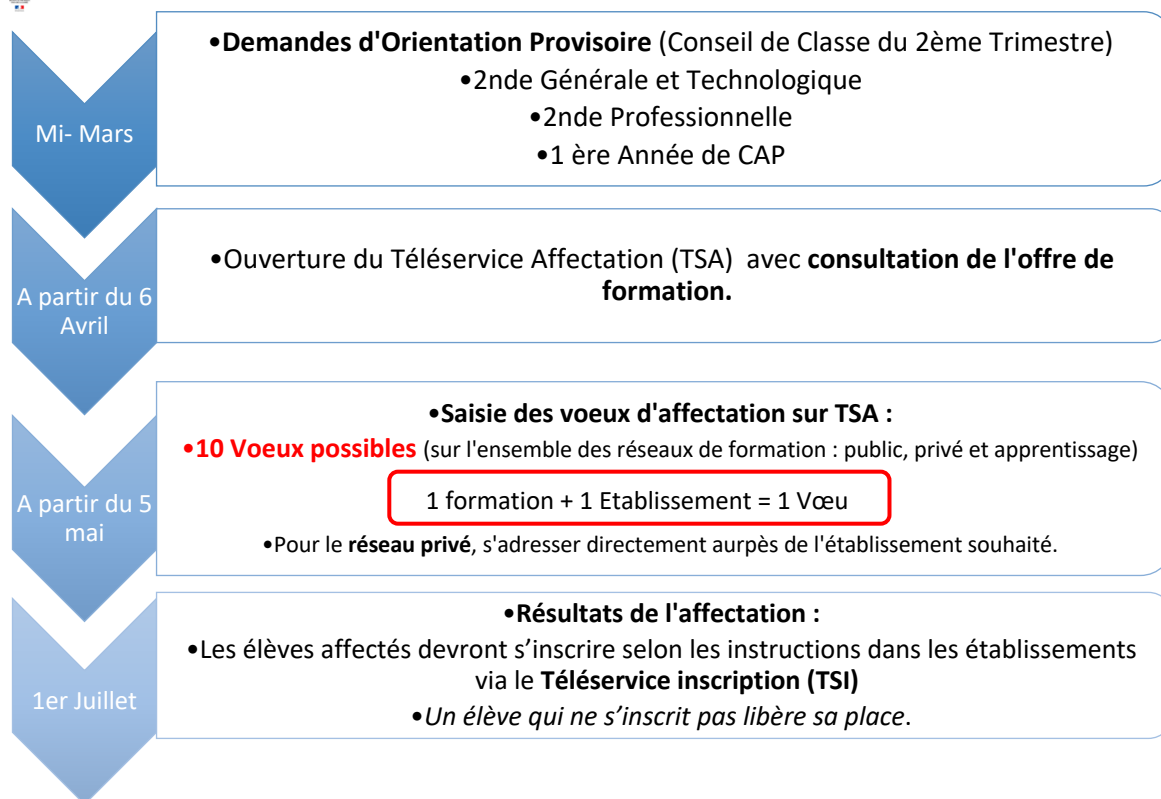 Mi- Mars
•Demandes d'Orientation Provisoire (Conseil de Classe du 2ème Trimestre)
•2nde Générale et Technologique
•2nde Professionnelle
•1 ère Année de CAP
A partir du 6
Avril
•Ouverture du Téléservice Affectation (TSA) avec consultation de l'offre de
formation.
A partir du 5
mai
•Saisie des voeux d'affectation sur TSA :
•10 Voeux possibles (sur l'ensemble des réseaux de formation : public, privé et apprentissage)
1 formation + 1 Etablissement = 1 Vœu
•Pour le réseau privé, s'adresser directement aurpès de l'établissement souhaité.
1er Juillet
•Résultats de l'affectation :
•Les élèves affectés devront s’inscrire selon les instructions dans les établissements
via le Téléservice inscription (TSI)
•Un élève qui ne s’inscrit pas libère sa place.